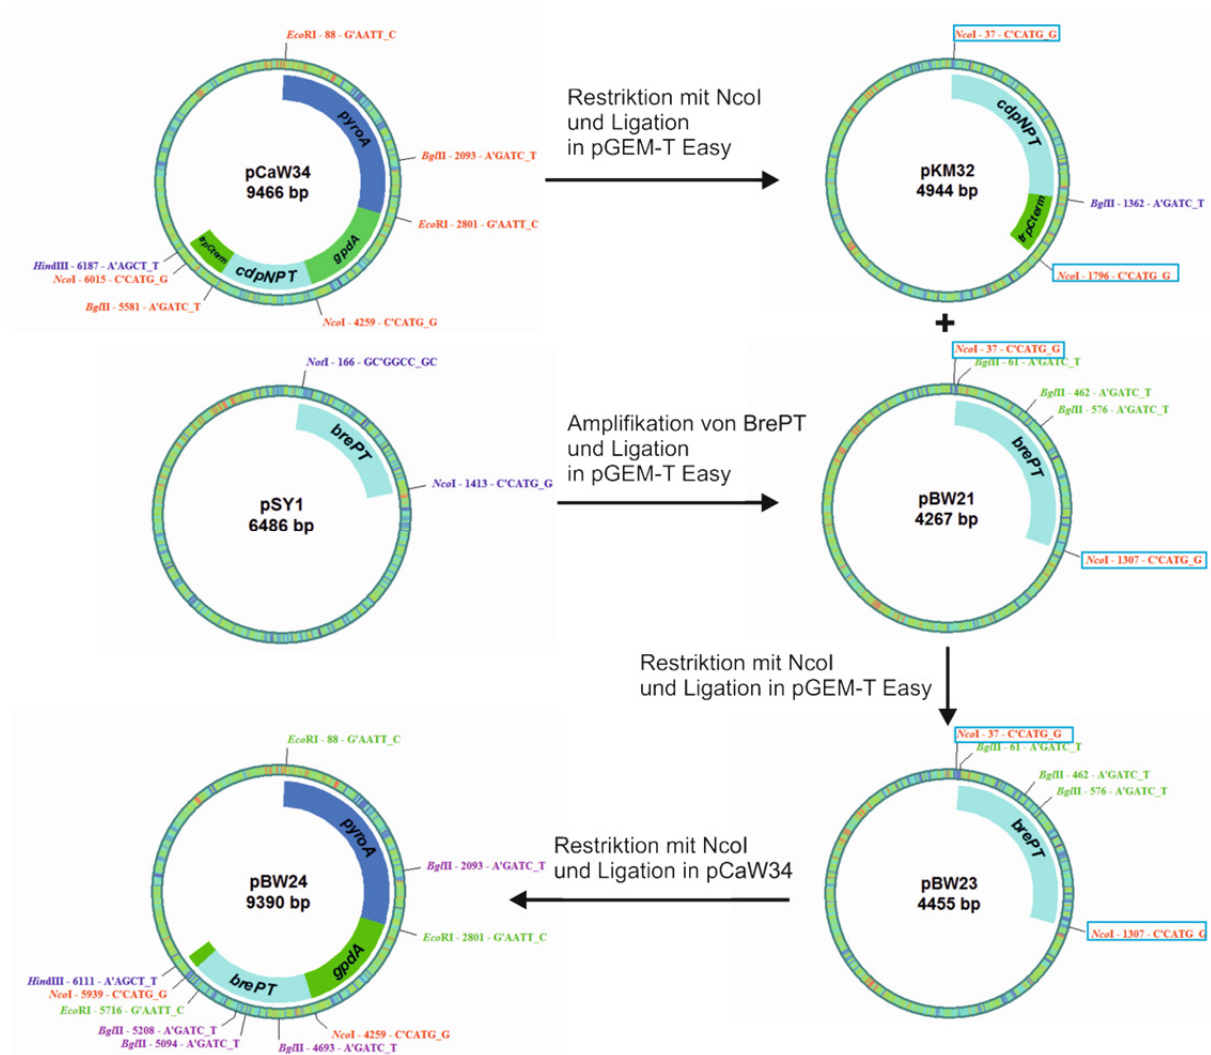 EcoRI - 88 - G'AATT_C
pyroA
BglII - 2093 - A'GATC_T
pCaW34
9466 bp
EcoRI - 2801 - G'AATT_C
gpdA
trpCterm
cdpNPT
HindIII - 6187 - A'AGCT_T
NcoI - 6015 - C'CATG_G
BglII - 5581 - A'GATC_T
NcoI - 4259 - C'CATG_G
Restriktion mit NcoI
und Ligation
in pGEM-T Easy
NcoI - 37 - C'CATG_G
cdpNPT
pKM32
4944 bp
BglII - 1362 - A'GATC_T
trpCterm
NcoI - 1796 - C'CATG_G
+
NotI - 166 - GC'GGCC_GC
brePT
NcoI - 1413 - C'CATG_G
pSY1
6486 bp
Amplifikation von BrePT
und Ligation
in pGEM-T Easy
NcoI - 37 - C'CATG_G
BglII - 61 - A'GATC_T
BglII - 462 - A'GATC_T
BglII - 576 - A'GATC_T
brePT
pBW21
4267 bp
NcoI - 1307 - C'CATG_G
Restriktion mit NcoI
und Ligation in pGEM-T Easy
NcoI - 37 - C'CATG_G
BglII - 61 - A'GATC_T
BglII - 462 - A'GATC_T
BglII - 576 - A'GATC_T
brePT
pBW23
4455 bp
NcoI - 1307 - C'CATG_G
Restriktion mit NcoI
und Ligation in pCaW34
EcoRI - 88 - G'AATT_C
pyroA
BglII - 2093 - A'GATC_T
pBW24
9390 bp
EcoRI - 2801 - G'AATT_C
gpdA
brePT
HindIII - 6111 - A'AGCT_T
NcoI - 5939 - C'CATG_G
EcoRI - 5716 - G'AATT_C
BglII - 5208 - A'GATC_T
BglII - 5094 - A'GATC_T
NcoI - 4259 - C'CATG_G
BglII - 4693 - A'GATC_T